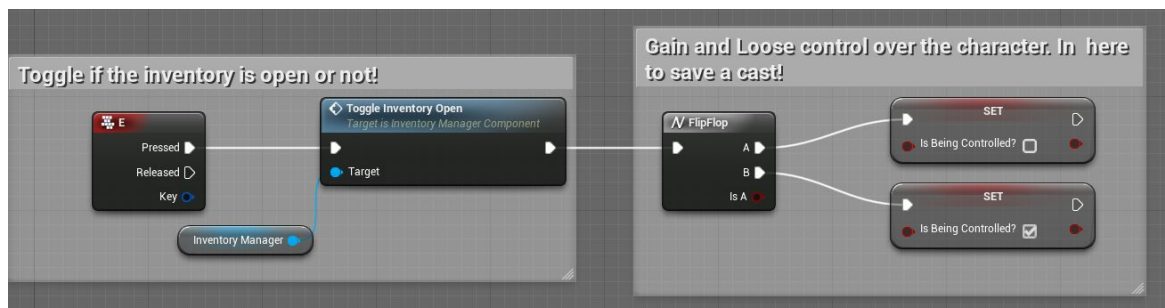 Toggle if the inventory is open or not!
E
Pressed
Released
Key
Inventory Manager
Toggle Inventory Open
Target is Inventory Manager Component
Target
Gain and Loose control over the character. In here
to save a cast!
FlipFlop
A
B
Is A
SET
Is Being Controlled?
SET
Is Being Controlled?